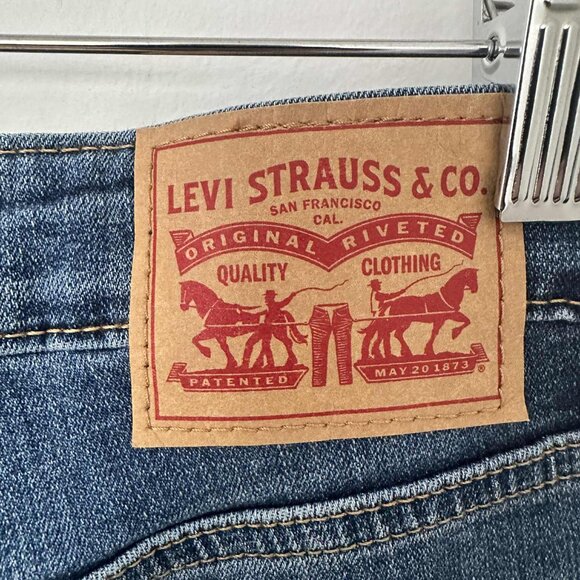 LEVI STRAUSS & CO.
SAN FRANCISCO
CAL.
ORIGINAL RIVETED
QUALITY CLOTHING
PATENTED MAY 20 1873 ®